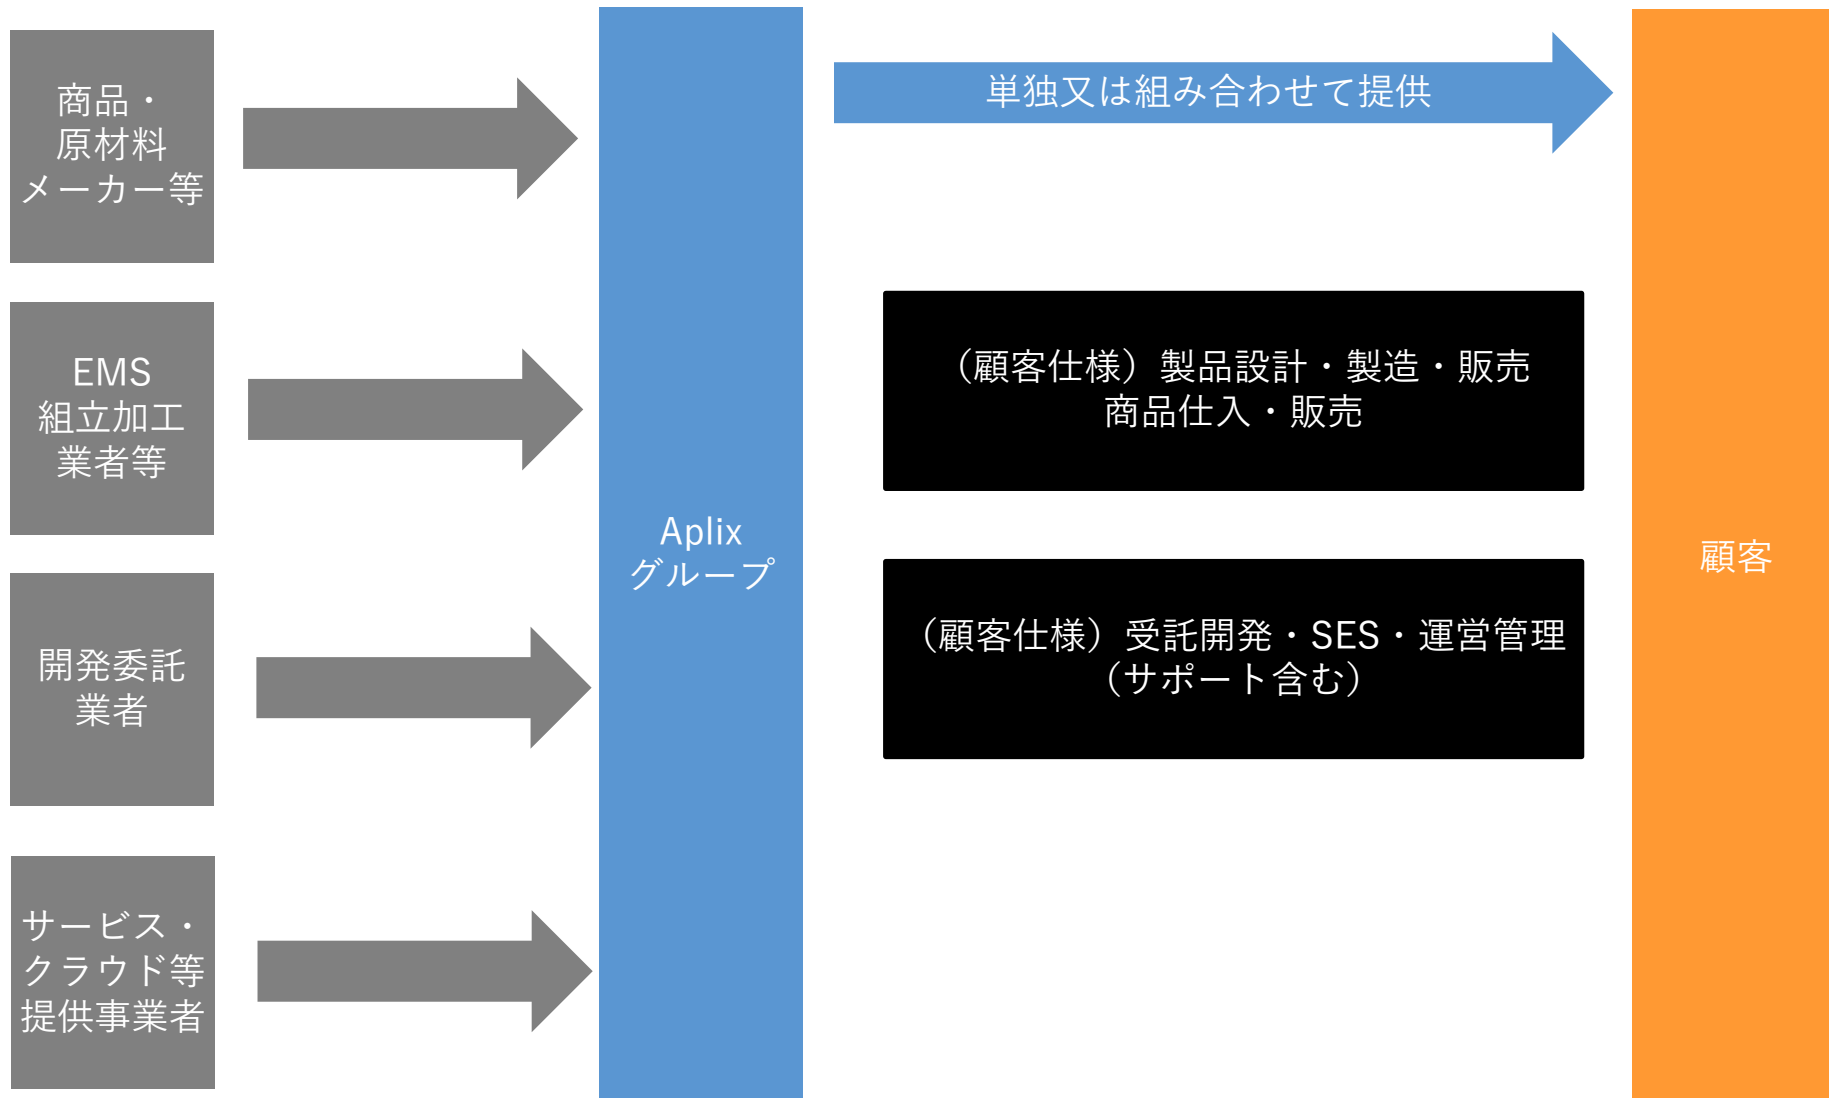 商品・
原材料
メーカー等
EMS
組立加工
業者等
開発委託
業者
サービス・
クラウド等
提供事業者
Aplix
グループ
単独又は組み合わせて提供
（顧客仕様）製品設計・製造・販売
商品仕入・販売
（顧客仕様）受託開発・SES・運営管理
（サポート含む）
顧客